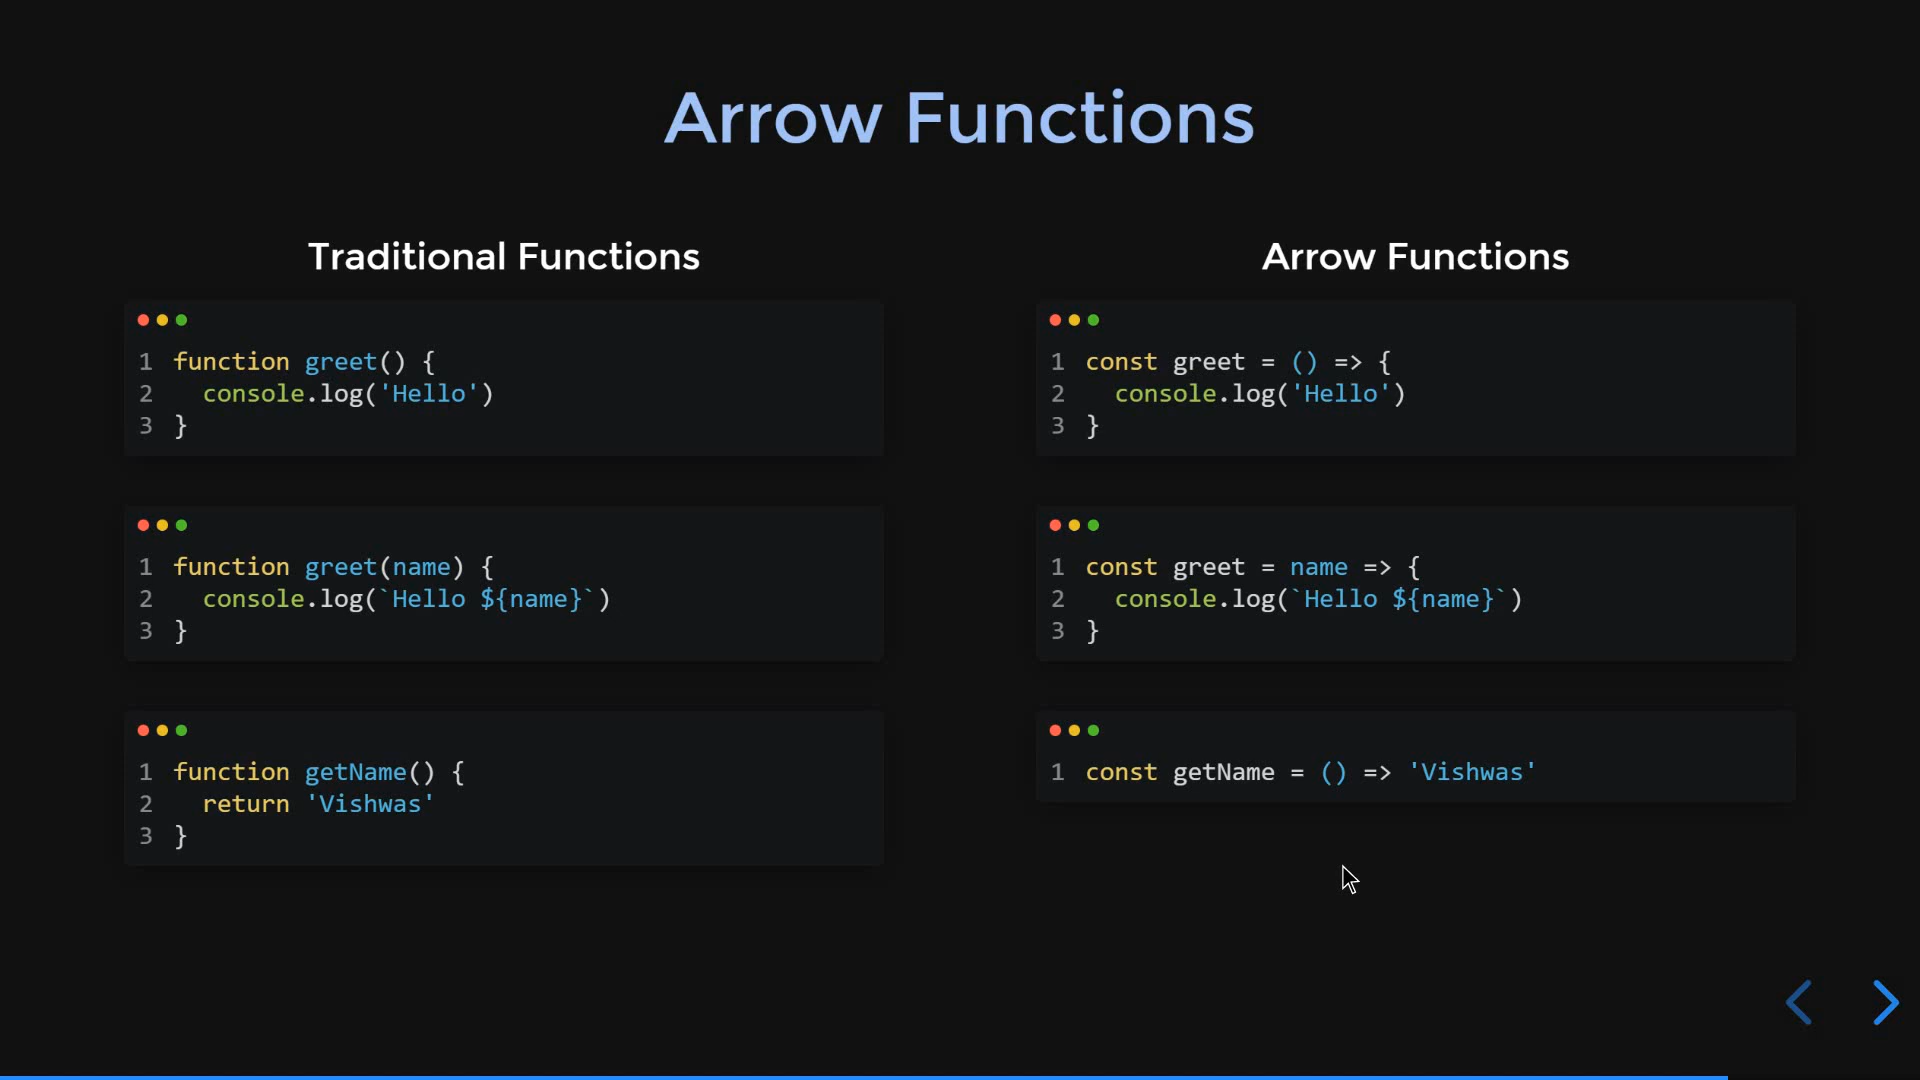 Arrow Functions
Traditional Functions
1 function greet() {
2   console.log('Hello')
3 }
1 function greet(name) {
2   console.log(`Hello ${name}`)
3 }
1 function getName() {
2   return 'Vishwas'
3 }
Arrow Functions
1 const greet = () => {
2   console.log('Hello')
3 }
1 const greet = name => {
2   console.log(`Hello ${name}`)
3 }
1 const getName = () => 'Vishwas'